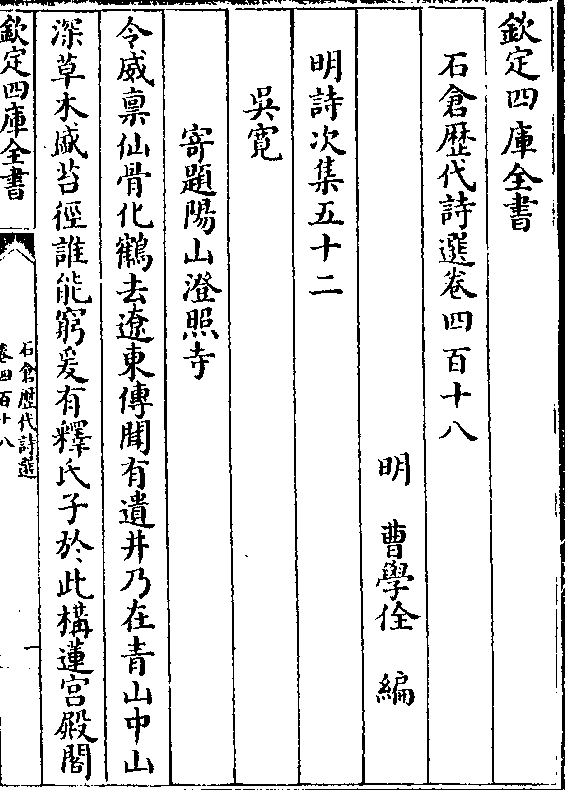 欽定四庫全書
石倉歴代詩選卷四百十八
明 曹學佺 編
明詩次集五十二
吳寛
寄題陽山澄照寺
令威禀仙骨化鶴去遼東傳聞有遺井乃在青山中山
深草木盛苔徑誰能窮爰有釋氏子於此構蓮宫殿閣
欽定四庫全書
石倉歴代詩選
卷四百十八
一